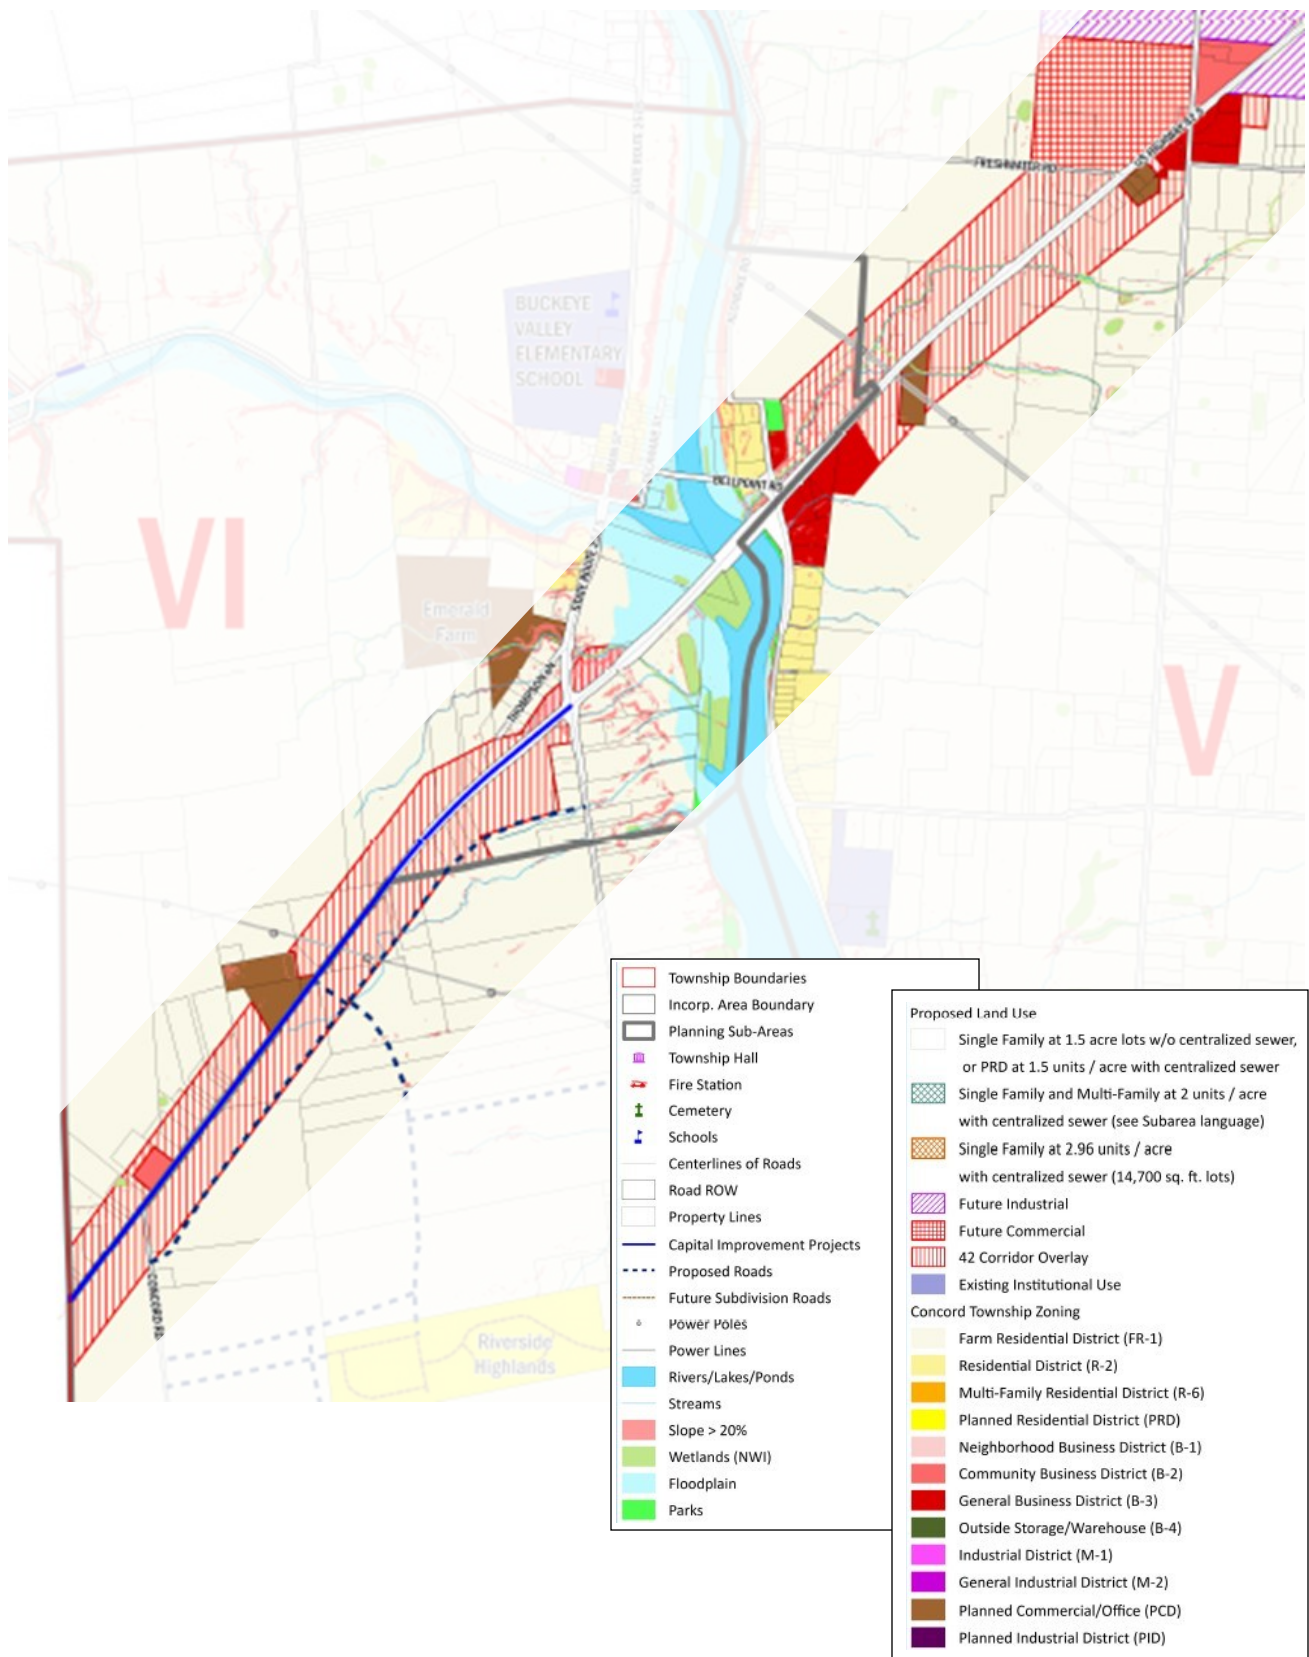 STATE ROUTE 257
FRESHWATER RD
US HIGHWAY 42 S
BUCKEYE
VALLEY
ELEMENTARY
SCHOOL
BELLPOINT RD
VI
Emerald
Farm
THOMPSON LN
V
CONCORD RD
Riverside
Highlands
Township Boundaries
Incorp. Area Boundary
Planning Sub-Areas
Township Hall
Fire Station
Cemetery
Schools
Centerlines of Roads
Road ROW
Property Lines
Capital Improvement Projects
Proposed Roads
Future Subdivision Roads
Power Poles
Power Lines
Rivers/Lakes/Ponds
Streams
Slope > 20%
Wetlands (NWI)
Floodplain
Parks
Proposed Land Use
Single Family at 1.5 acre lots w/o centralized sewer,
or PRD at 1.5 units / acre with centralized sewer
Single Family and Multi-Family at 2 units / acre
with centralized sewer (see Subarea language)
Single Family at 2.96 units / acre
with centralized sewer (14,700 sq. ft. lots)
Future Industrial
Future Commercial
42 Corridor Overlay
Existing Institutional Use
Concord Township Zoning
Farm Residential District (FR-1)
Residential District (R-2)
Multi-Family Residential District (R-6)
Planned Residential District (PRD)
Neighborhood Business District (B-1)
Community Business District (B-2)
General Business District (B-3)
Outside Storage/Warehouse (B-4)
Industrial District (M-1)
General Industrial District (M-2)
Planned Commercial/Office (PCD)
Planned Industrial District (PID)